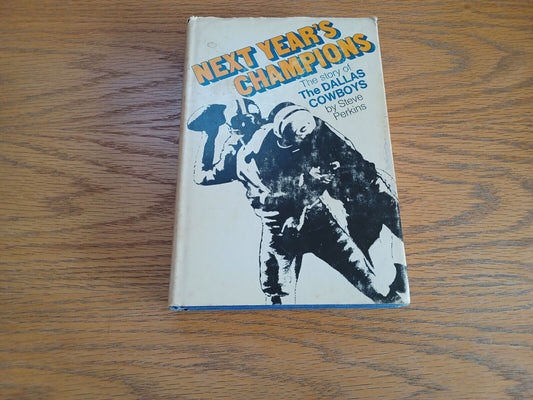 NEXT YEAR'S
CHAMPIONS
The story of
The DALLAS
COWBOYS
by Steve
Perkins